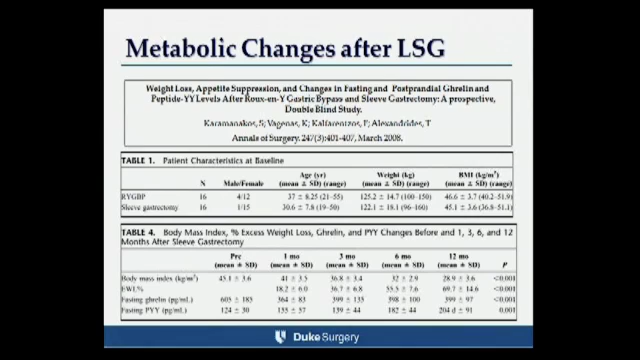 Metabolic Changes after LSG
Weight Loss, Appetite Suppression, and Changes in Fasting and Postprandial Ghrelin and
Peptide-YY Levels After Roux-en-Y Gastric Bypass and Sleeve Gastrectomy: A prospective,
Double Blind Study.
Karamanakos, S; Vagenas, K; Kalfarentzos, F; Alexandrides, T
Annals of Surgery. 247(3):401-407, March 2008.
TABLE 1. Patient Characteristics at Baseline
Age (yr) Weight (kg) BMI (kg/m²)
N Male/Female (mean ± SD) (range) (mean ± SD) (range) (mean ± SD) (range)
RYGBP 16 4/12 37 ± 8.25 (21-55) 125.2 ± 14.7 (100-150) 46.6 ± 3.7 (40.2-51.9)
Sleeve gastrectomy 16 1/15 30.6 ± 7.8 (19-50) 122.1 ± 18.1 (96-160) 45.1 ± 3.6 (36.8-51.1)
TABLE 4. Body Mass Index, % Excess Weight Loss, Ghrelin, and PYY Changes Before and 1, 3, 6, and 12
Months After Sleeve Gastrectomy
Pre 1 mo 3 mo 6 mo 12 mo
(mean ± SD) (mean ± SD) (mean ± SD) (mean ± SD) (mean ± SD) P
Body mass index (kg/m²) 45.1 ± 3.6 41 ± 3.5 36.8 ± 3.4 32 ± 2.9 28.9 ± 3.6 <0.001
EWL% 18.2 ± 6.0 36.7 ± 6.8 55.5 ± 7.6 69.7 ± 14.6 <0.001
Fasting ghrelin (pg/mL) 605 ± 185 364 ± 83 399 ± 135 398 ± 100 399 ± 97 <0.001
Fasting PYY (pg/mL) 124 ± 30 155 ± 57 139 ± 44 182 ± 44 204 d ± 91 0.001
DukeSurgery